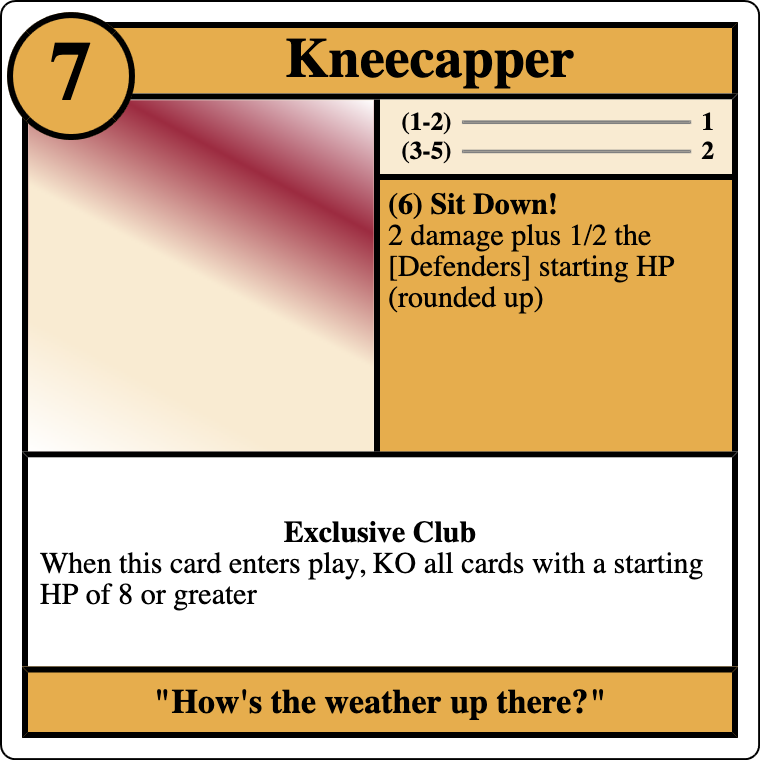 7
Kneecapper
(1-2) 1
(3-5) 2
(6) Sit Down!
2 damage plus 1/2 the
[Defenders] starting HP
(rounded up)
Exclusive Club
When this card enters play, KO all cards with a starting
HP of 8 or greater
"How's the weather up there?"